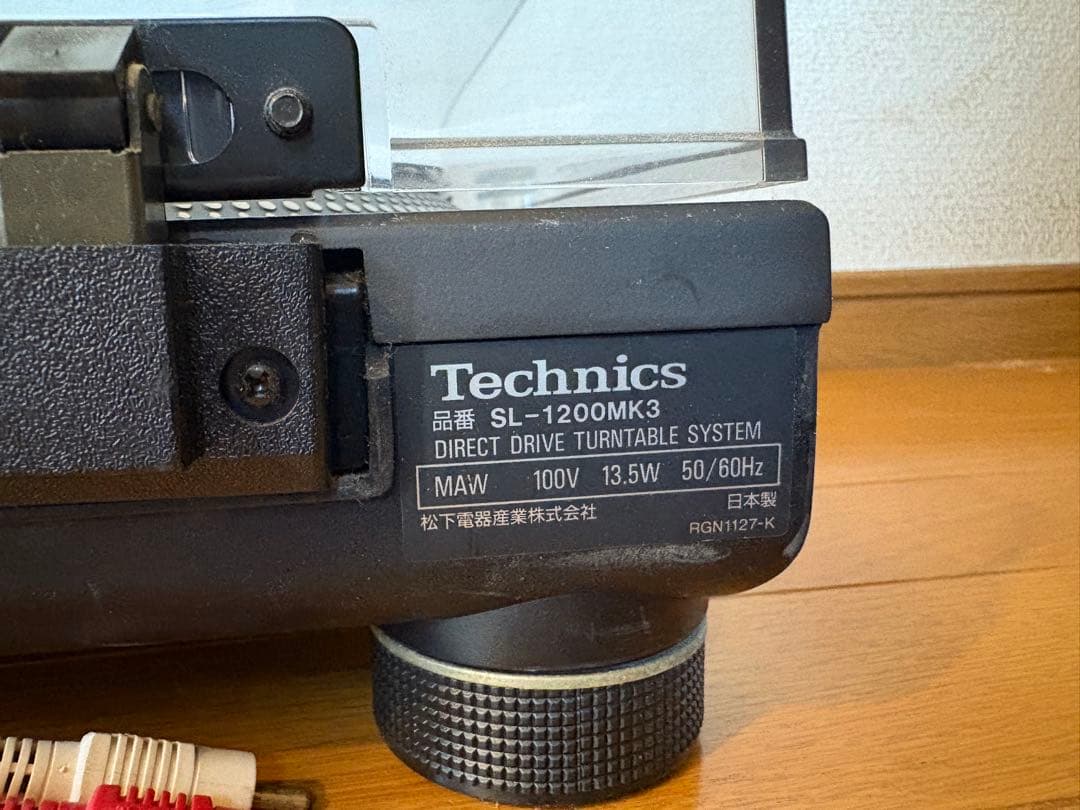 Technics
品番 SL-1200MK3
DIRECT DRIVE TURNTABLE SYSTEM
MAW 100V 13.5W 50/60Hz
松下電器産業株式会社 日本製
RGN1127-K